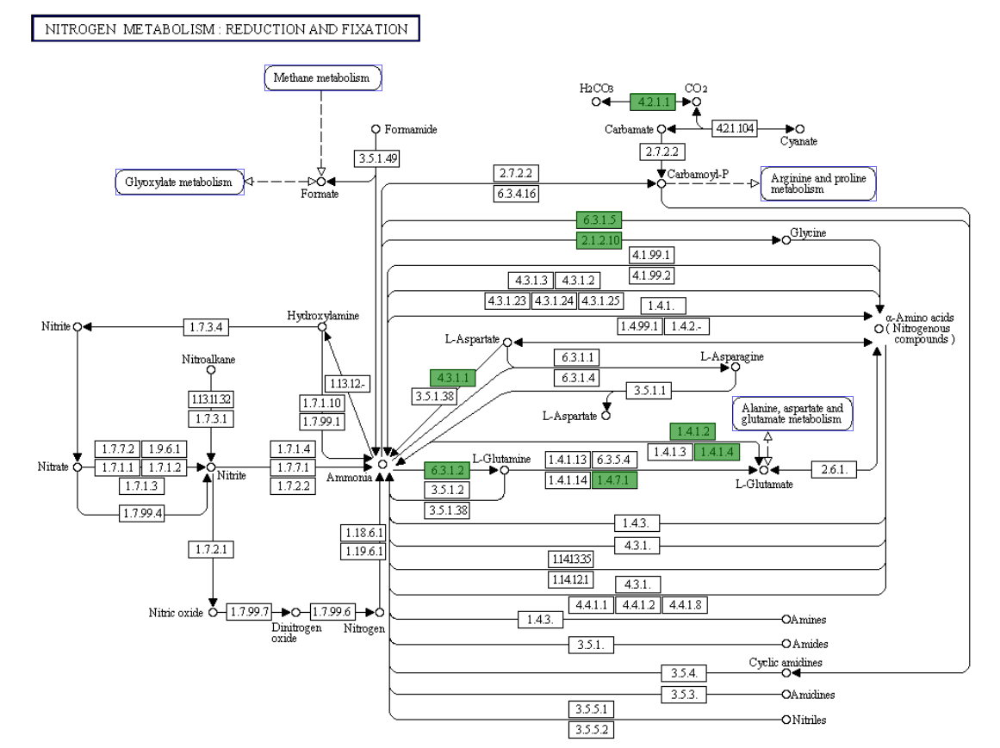 NITROGEN METABOLISM : REDUCTION AND FIXATION
Methane metabolism
H2CO3
CO2
4.2.1.1
Formamide
Carbamate
4.2.1.104
Cyanate
3.5.1.49
2.7.2.2
Glyoxylate metabolism
Formate
2.7.2.2
6.3.4.16
Carbamoyl-P
Arginine and proline
metabolism
6.3.1.5
2.1.2.10
Glycine
4.1.99.1
4.1.99.2
4.3.1.3
4.3.1.2
4.3.1.23
4.3.1.24
4.3.1.25
1.4.1.
1.4.99.1
1.4.2.-
α-Amino acids
( Nitrogenous
compounds )
Nitrite
1.7.3.4
Hydroxylamine
L-Aspartate
Nitroalkane
6.3.1.1
6.3.1.4
L-Asparagine
4.3.1.1
1.13.12.-
3.5.1.38
3.5.1.1
1.13.11.32
1.7.3.1
1.7.1.10
1.7.99.1
L-Aspartate
Alanine, aspartate and
glutamate metabolism
1.4.1.2
1.7.7.2
1.9.6.1
1.7.1.4
1.4.1.3
1.4.1.4
Nitrate
1.7.1.1
1.7.1.2
Nitrite
1.7.7.1
Ammonia
6.3.1.2
L-Glutamine
1.4.1.13
6.3.5.4
1.4.1.14
1.4.7.1
L-Glutamate
2.6.1.
1.7.1.3
1.7.2.2
3.5.1.2
3.5.1.38
1.7.99.4
1.4.3.
1.18.6.1
1.19.6.1
4.3.1.
1.7.2.1
1.14.13.35
1.14.12.1
4.3.1.
4.4.1.1
4.4.1.2
4.4.1.8
Nitric oxide
1.7.99.7
Dinitrogen
oxide
1.7.99.6
Nitrogen
1.4.3.
Amines
3.5.1.
Amides
Cyclic amidines
3.5.4.
3.5.3.
Amidines
3.5.5.1
3.5.5.2
Nitriles